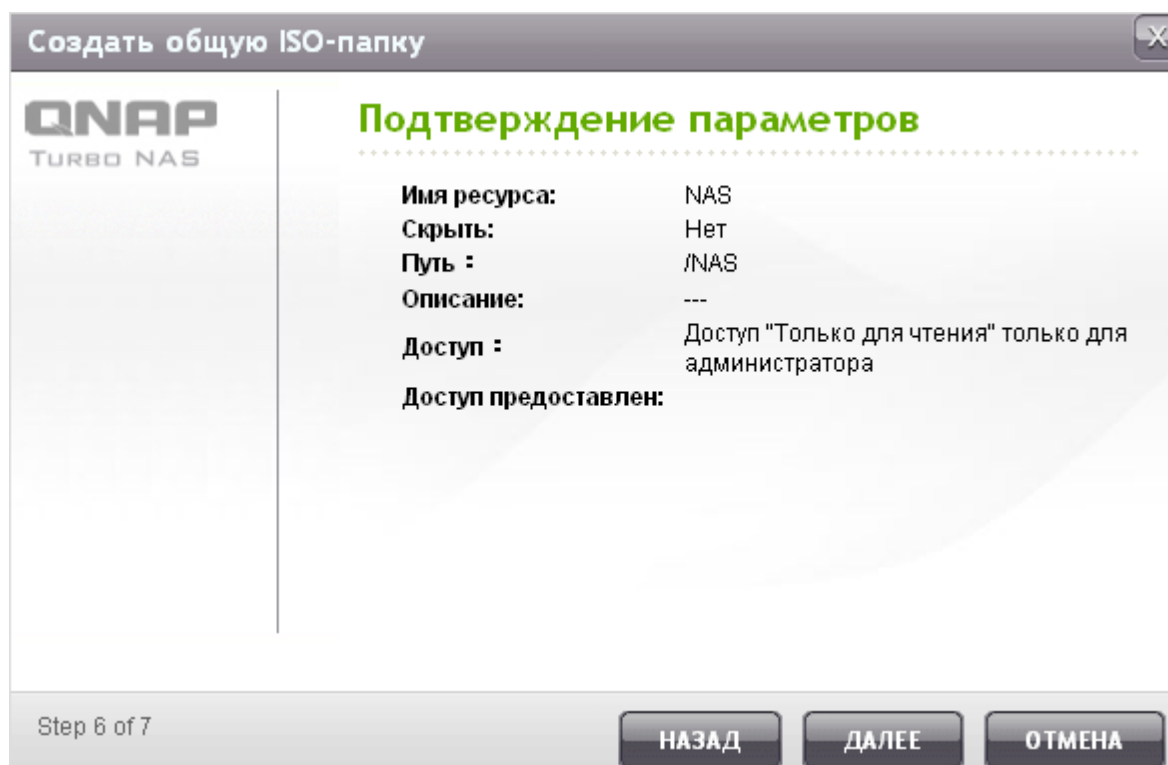 Создать общую ISO-папку
X
QNAP
TURBO NAS
Подтверждение параметров
Имя ресурса: NAS
Скрыть: Нет
Путь : /NAS
Описание: ---
Доступ : Доступ "Только для чтения" только для
администратора
Доступ предоставлен:
Step 6 of 7
НАЗАД
ДАЛЕЕ
ОТМЕНА